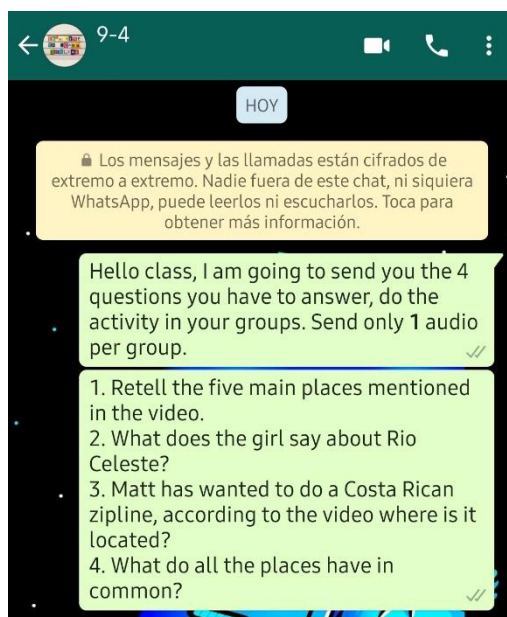 9-4
HOY
Los mensajes y las llamadas están cifrados de
extremo a extremo. Nadie fuera de este chat, ni siquiera
WhatsApp, puede leerlos ni escucharlos. Toca para
obtener más información.
Hello class, I am going to send you the 4
questions you have to answer, do the
activity in your groups. Send only 1 audio
per group.
1. Retell the five main places mentioned
in the video.
2. What does the girl say about Rio
Celeste?
3. Matt has wanted to do a Costa Rican
zipline, according to the video where is it
located?
4. What do all the places have in
common?